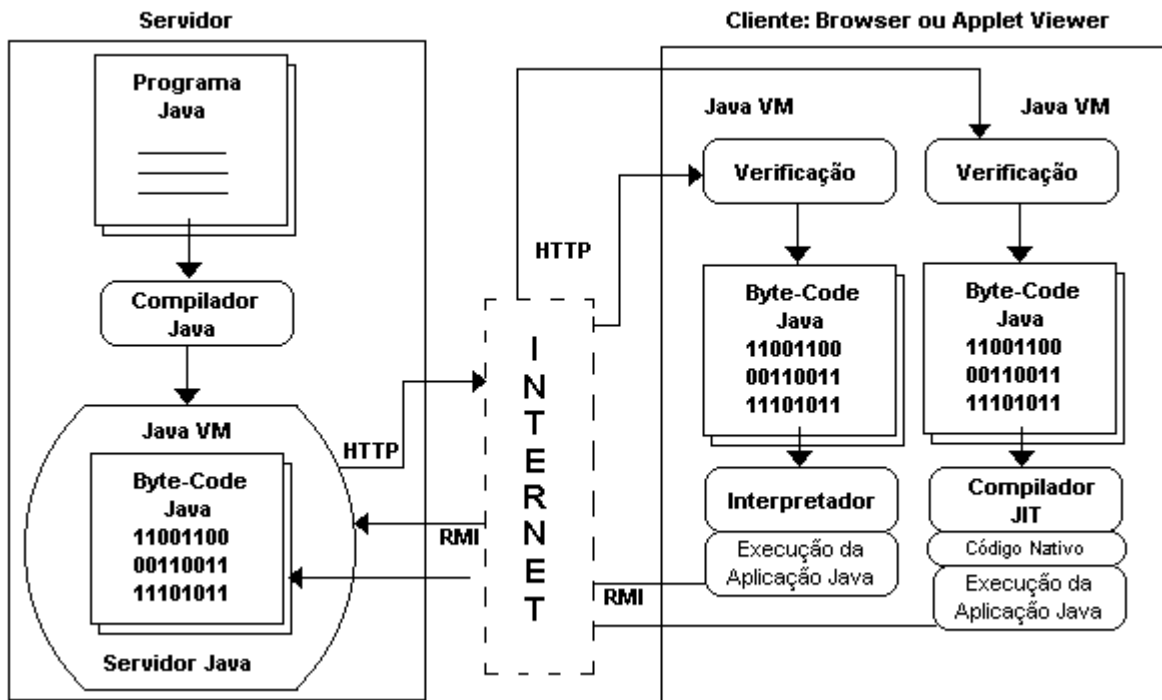 Servidor
Programa
Java
Compilador
Java
Java VM
Byte-Code
Java
11001100
00110011
11101011
Servidor Java
HTTP
RMI
INTERNET
HTTP
RMI
Cliente: Browser ou Applet Viewer
Java VM
Verificação
Byte-Code
Java
11001100
00110011
11101011
Interpretador
Execução da
Aplicação Java
Java VM
Verificação
Byte-Code
Java
11001100
00110011
11101011
Compilador
JIT
Código Nativo
Execução da
Aplicação Java